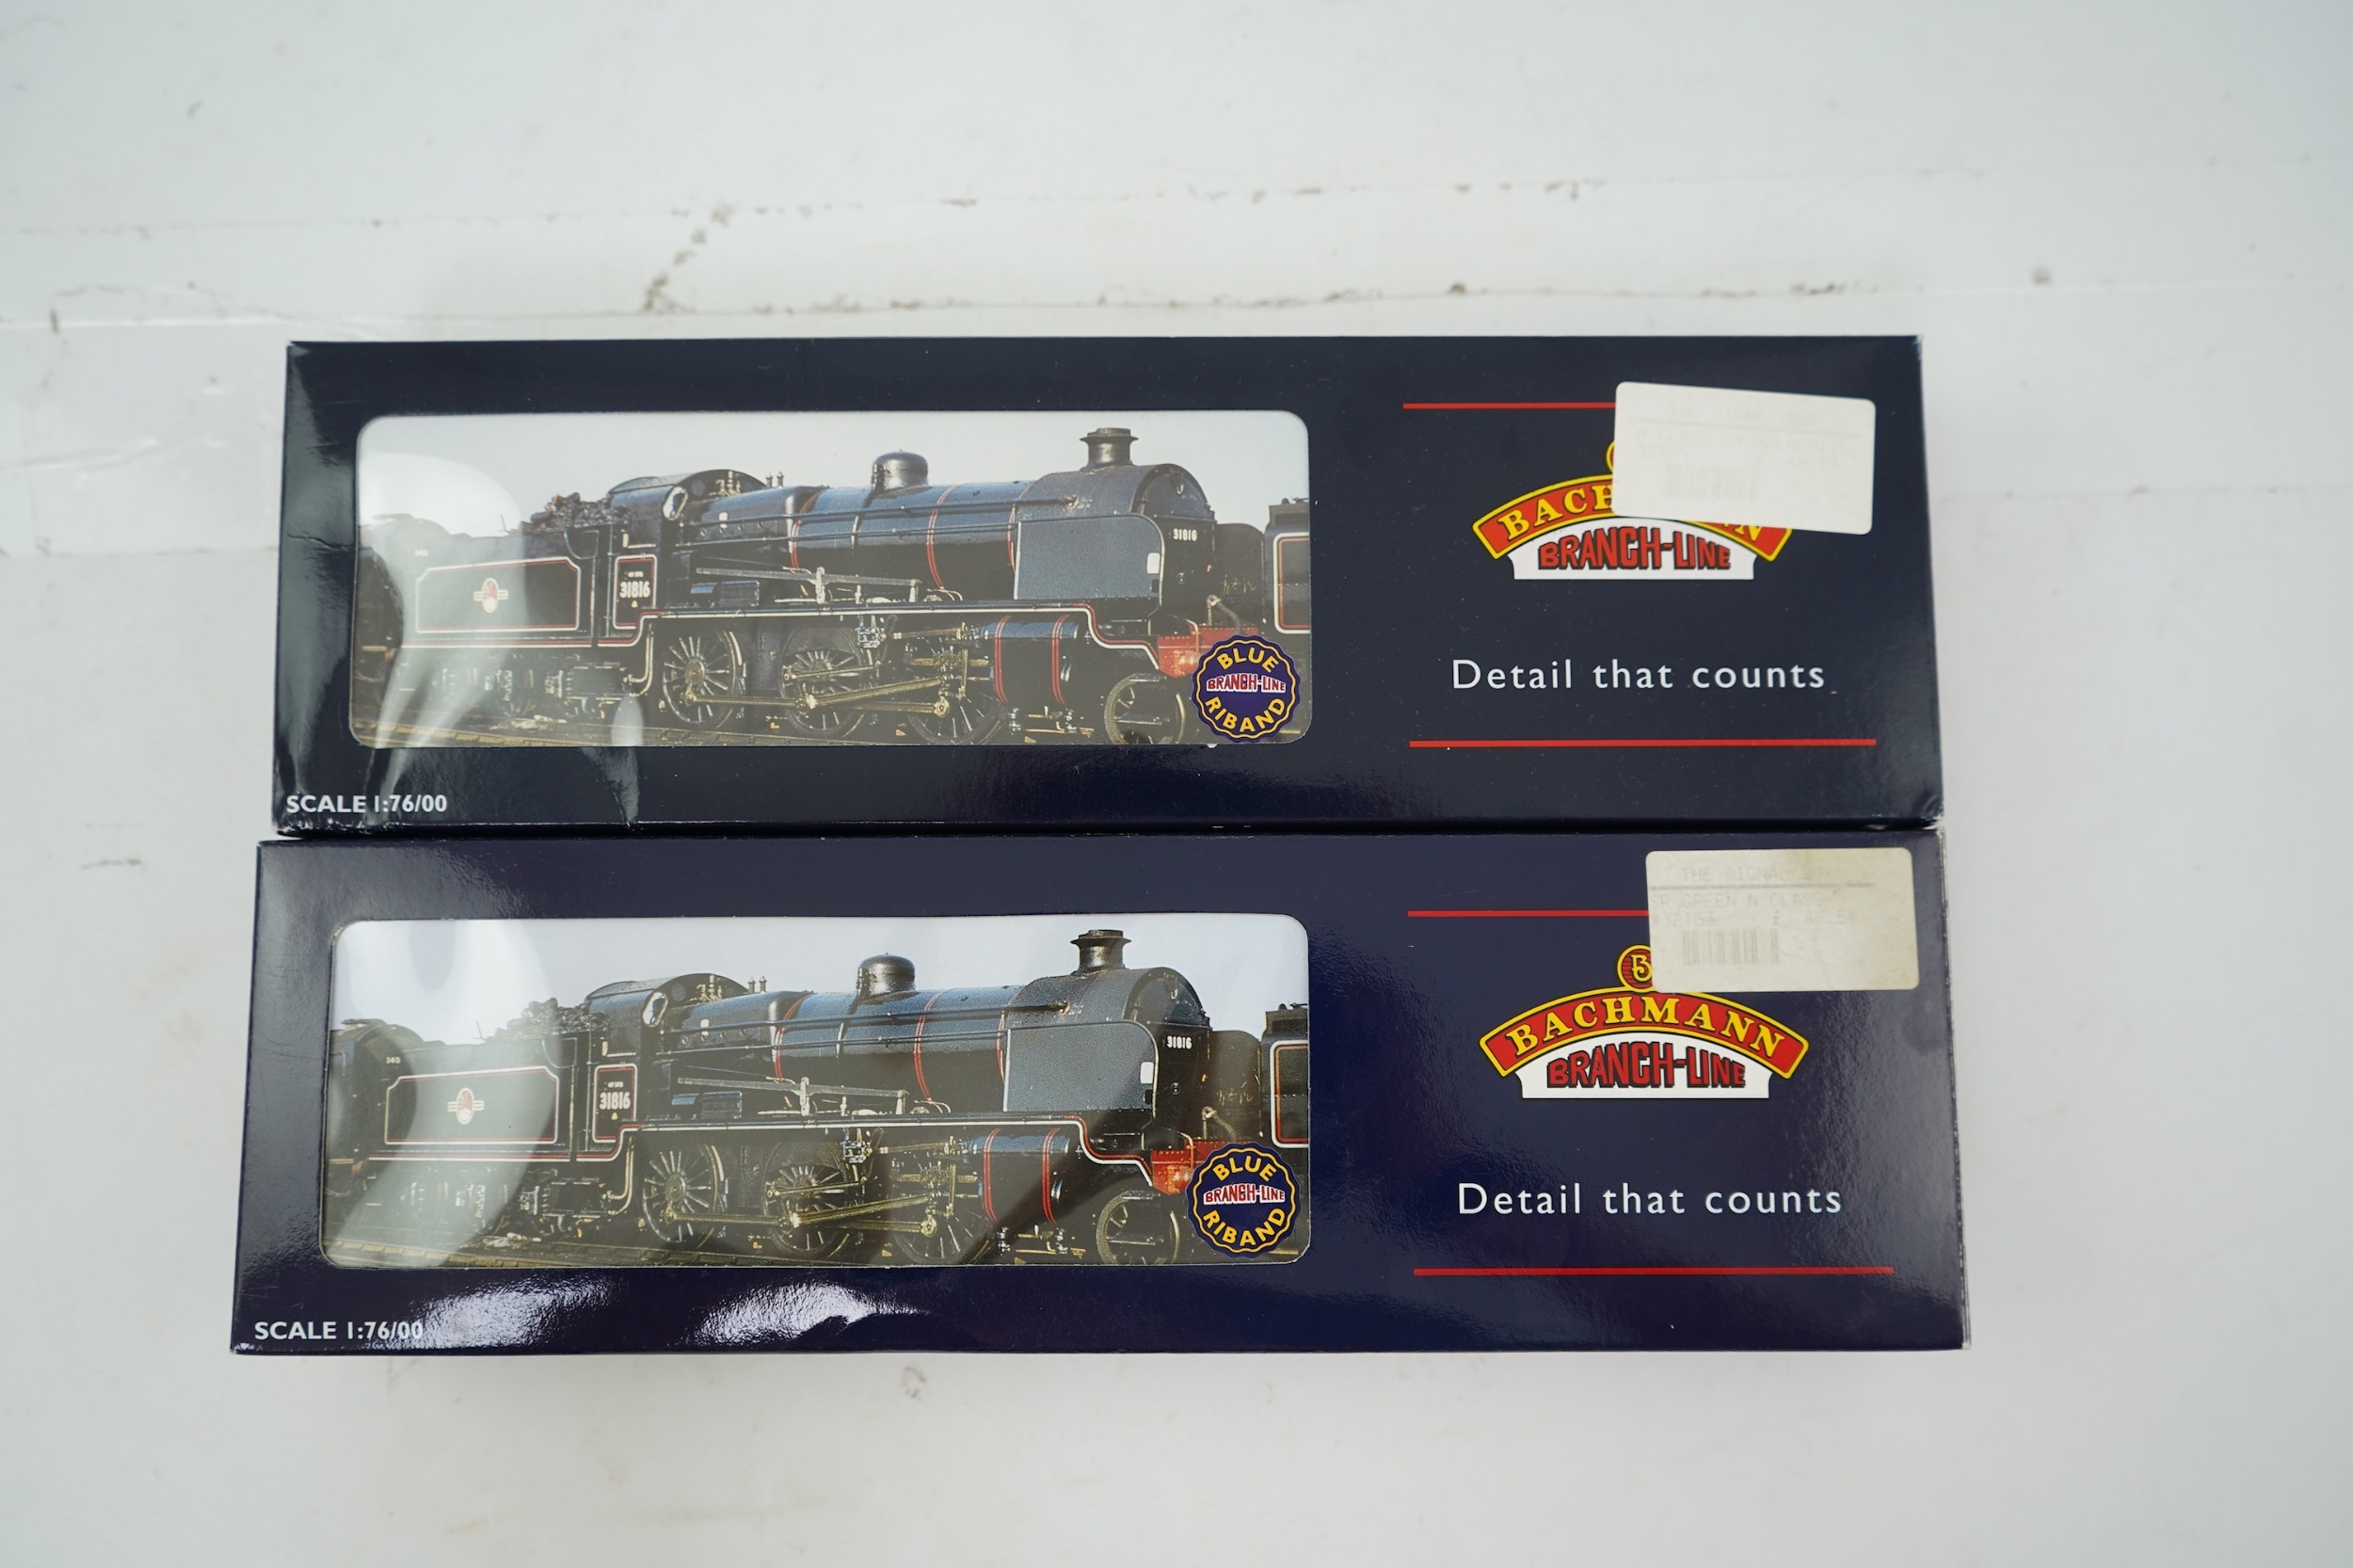 BACH N
BRANCH-LINE
31816
31816
BLUE
BRANCH-LINE
RIBAND
Detail that counts
SCALE 1:76/00
THE SIGNAL
SR GREEN N CLASS
B
BACHMANN
BRANCH-LINE
31816
31816
BLUE
BRANCH-LINE
RIBAND
Detail that counts
SCALE 1:76/00